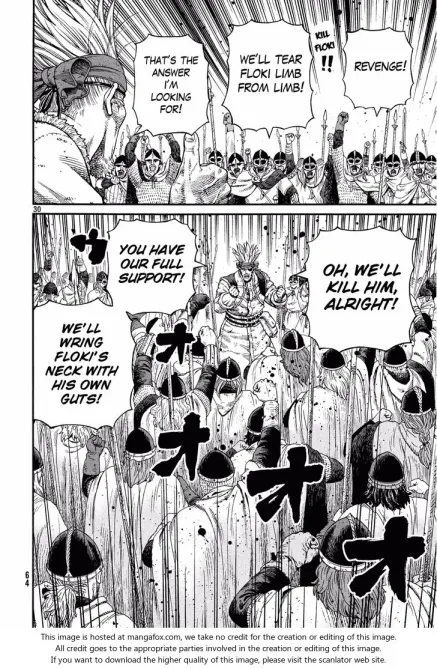 REVENGE!
KILL
FLOKI
!!
WE'LL TEAR
FLOKI LIMB
FROM LIMB!
THAT'S THE
ANSWER
I'M
LOOKING
FOR!
30
OH, WE'LL
KILL HIM,
ALRIGHT!
YOU HAVE
OUR FULL
SUPPORT!
ウ
WE'LL
WRING
FLOKI'S
NECK WITH
HIS OWN
GUTS!
オ
オ
オ
オ
64
This image is hosted at mangafox.com, we take no credit for the creation or editing of this image.
All credit goes to the appropriate parties involved in the creation or editing of this image.
If you want to download the higher quality of this image, please visit the scanlator web site.